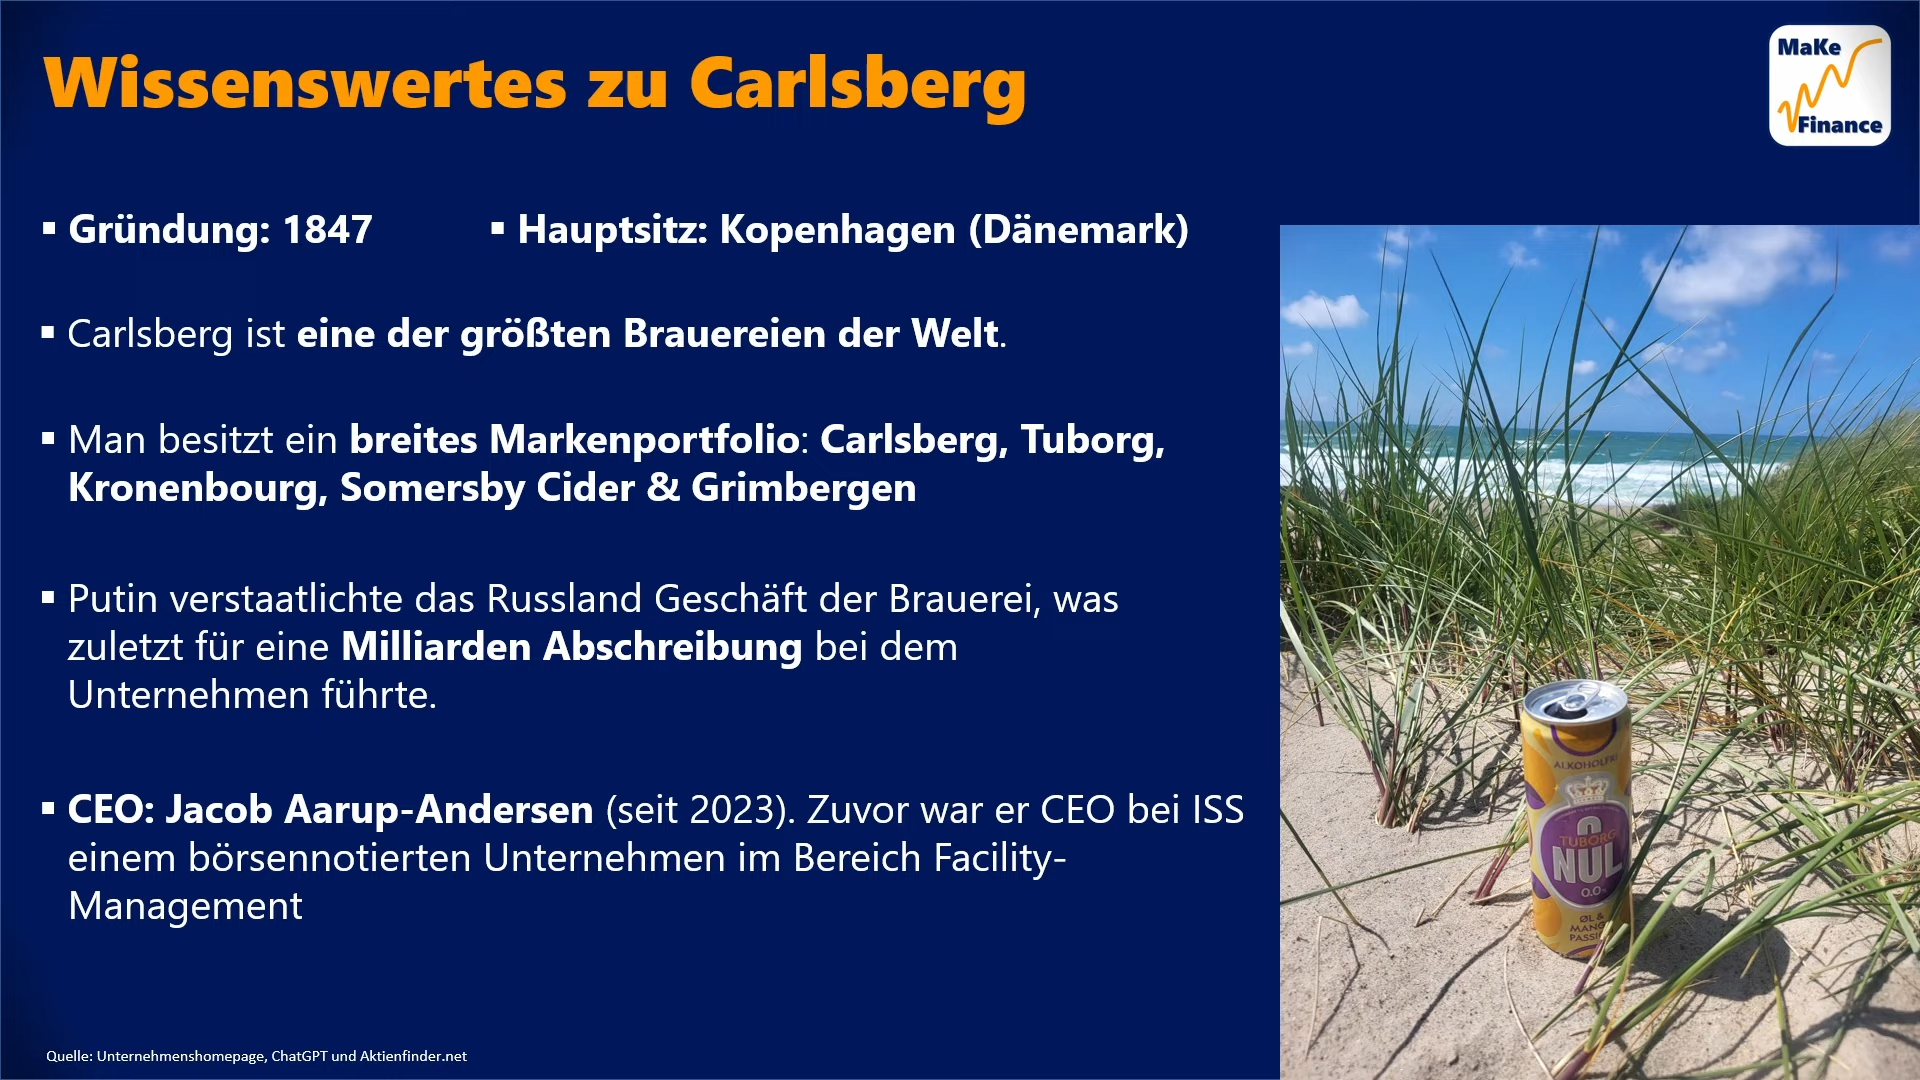 Wissenswertes zu Carlsberg
MaKe
Finance
▪ Gründung: 1847
▪ Hauptsitz: Kopenhagen (Dänemark)
▪ Carlsberg ist eine der größten Brauereien der Welt.
▪ Man besitzt ein breites Markenportfolio: Carlsberg, Tuborg,
Kronenbourg, Somersby Cider & Grimbergen
▪ Putin verstaatlichte das Russland Geschäft der Brauerei, was
zuletzt für eine Milliarden Abschreibung bei dem
Unternehmen führte.
▪ CEO: Jacob Aarup-Andersen (seit 2023). Zuvor war er CEO bei ISS
einem börsennotierten Unternehmen im Bereich Facility-
Management
TUBORG
NUL
0.0
ØL &
Quelle: Unternehmenshomepage, ChatGPT und Aktienfinder.net